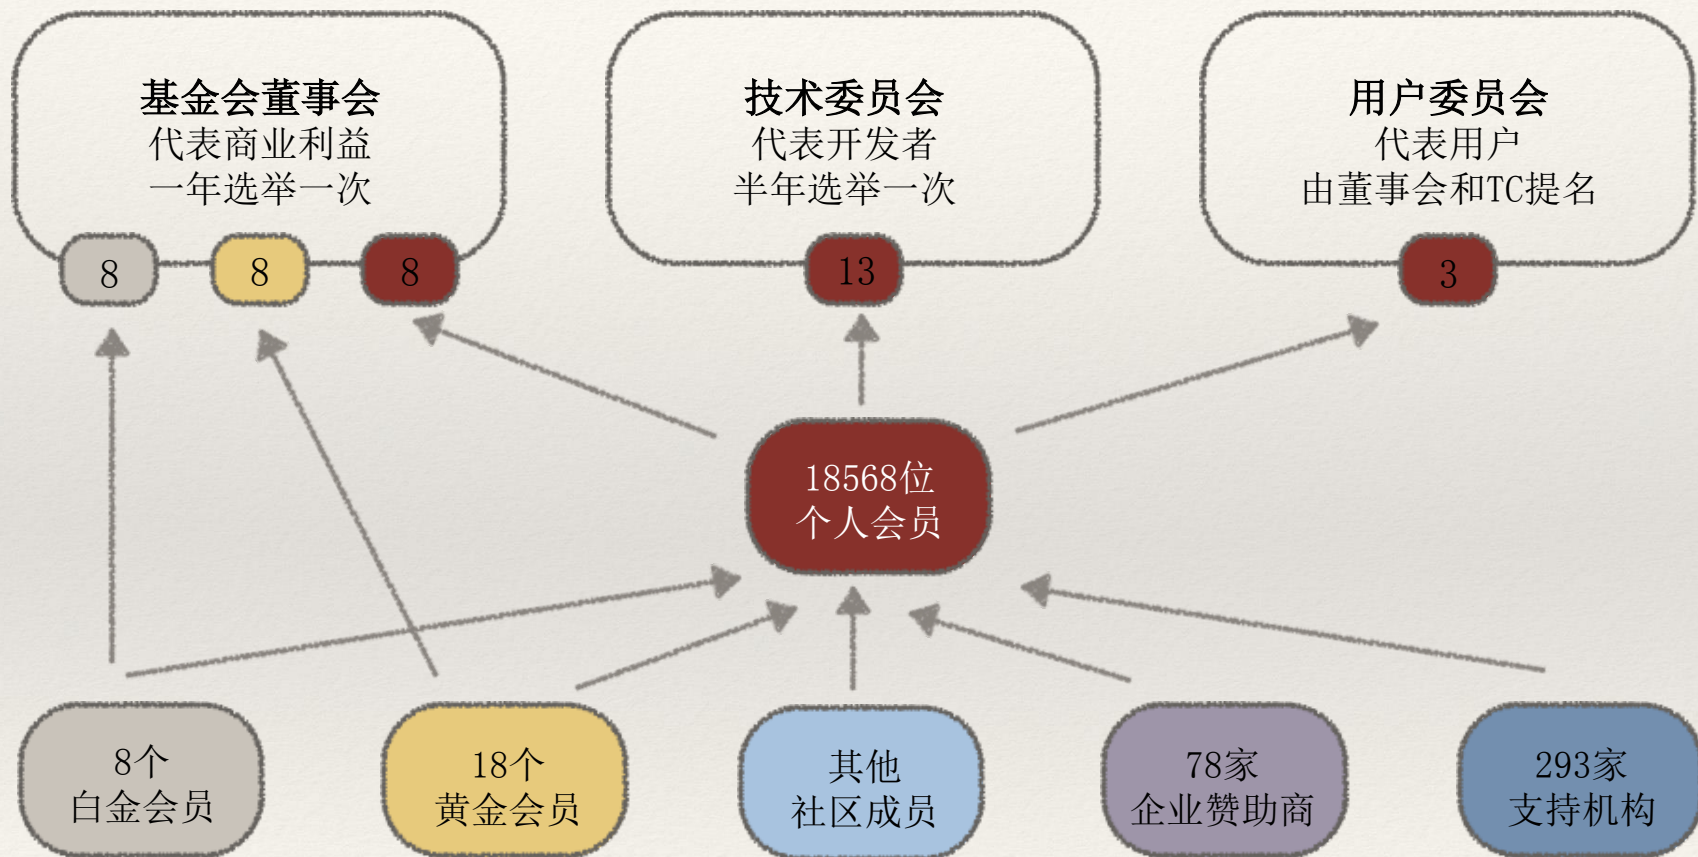 基金会董事会
代表商业利益
一年选举一次
技术委员会
代表开发者
半年选举一次
用户委员会
代表用户
由董事会和TC提名
8
8
8
13
3
18568位
个人会员
8个
白金会员
18个
黄金会员
其他
社区成员
78家
企业赞助商
293家
支持机构